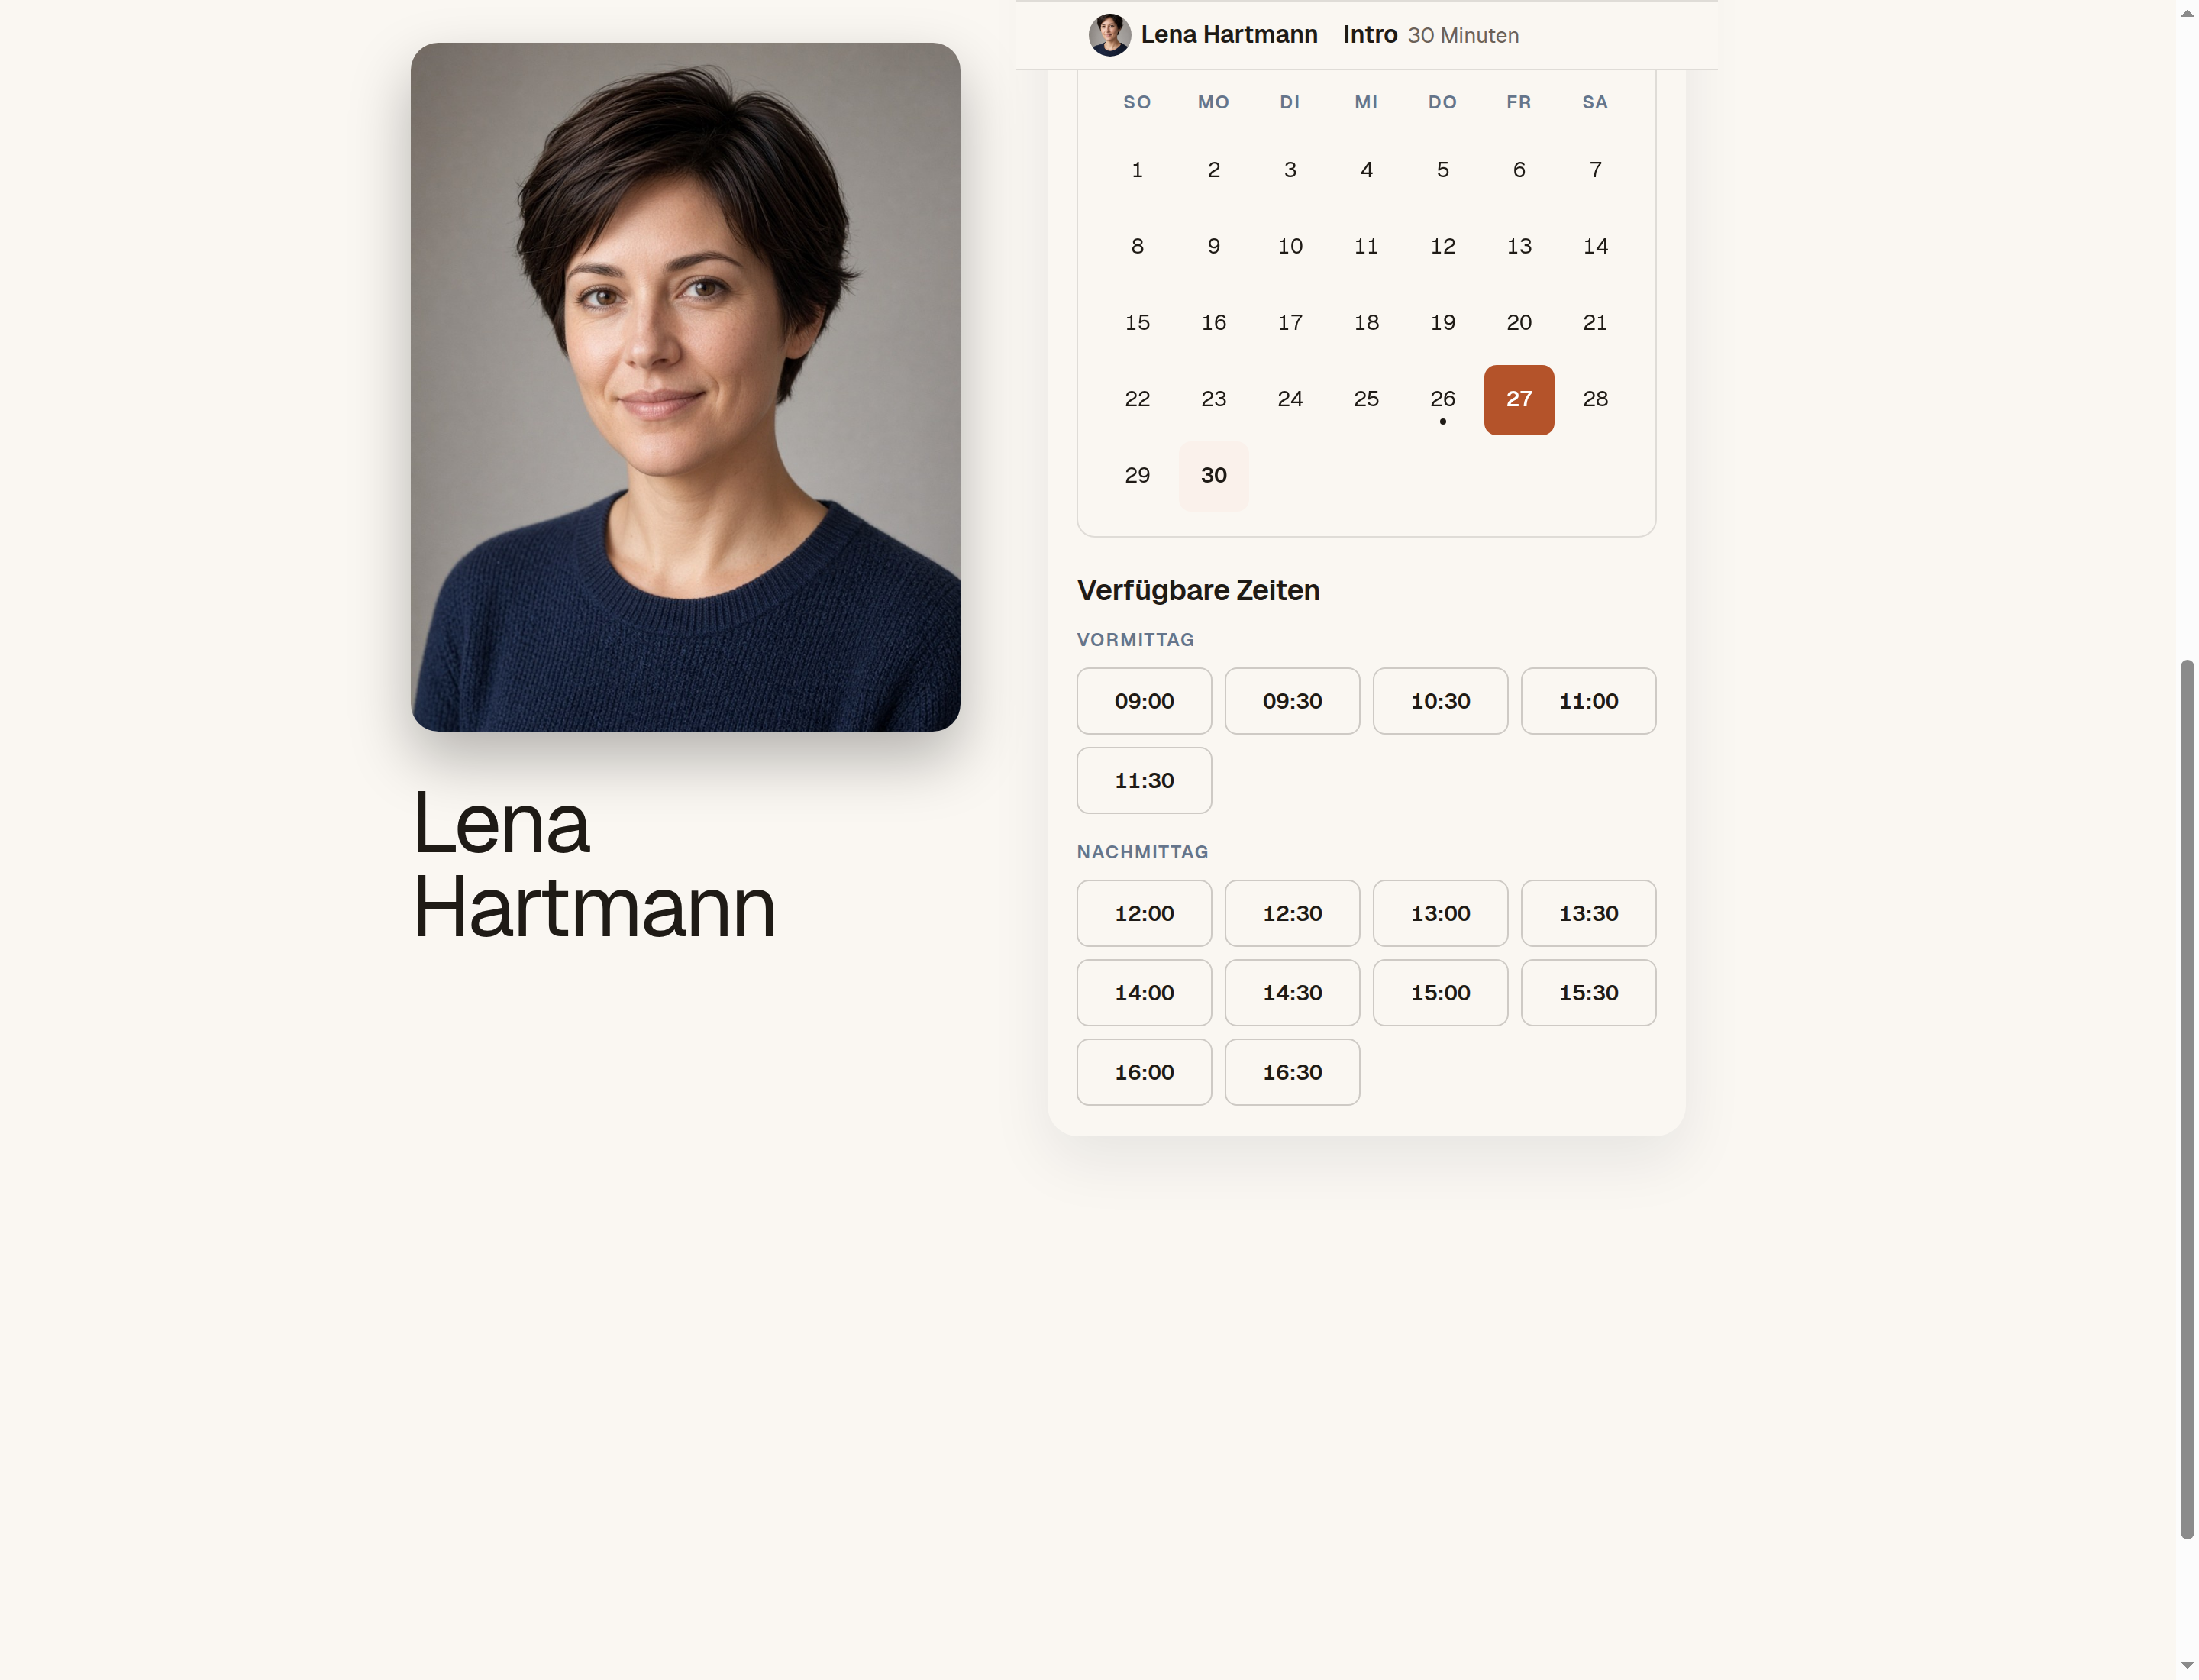 Lena Hartmann Intro 30 Minuten
SO MO DI MI DO FR SA
1 2 3 4 5 6 7
8 9 10 11 12 13 14
15 16 17 18 19 20 21
22 23 24 25 26 27 28
29 30
Verfügbare Zeiten
VORMITTAG
09:00 09:30 10:30 11:00
11:30
NACHMITTAG
12:00 12:30 13:00 13:30
14:00 14:30 15:00 15:30
16:00 16:30
Lena
Hartmann